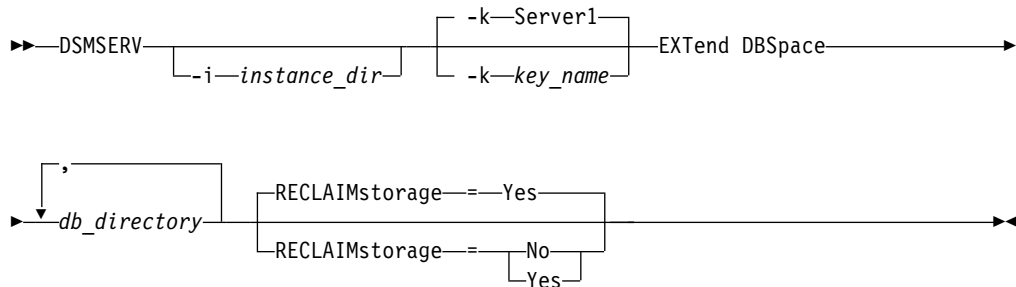 -k Server1
DSMSERV EXTend DBSpace
-i instance_dir -k key_name
,
RECLAIMstorage = Yes
db_directory
RECLAIMstorage = No
Yes